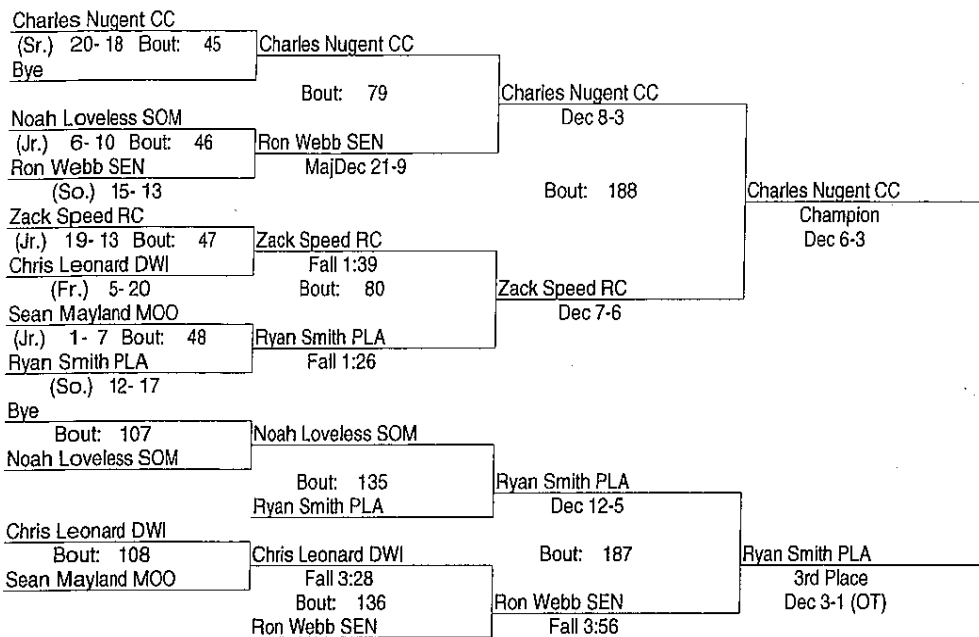 Charles Nugent CC
(Sr.) 20- 18 Bout: 45
Charles Nugent CC
Bye
Bout: 79
Charles Nugent CC
Dec 8-3
Noah Loveless SOM
(Jr.) 6- 10 Bout: 46
Ron Webb SEN
Ron Webb SEN
MajDec 21-9
(So.) 15- 13
Bout: 188
Charles Nugent CC
Champion
Dec 6-3
Zack Speed RC
(Jr.) 19- 13 Bout: 47
Zack Speed RC
Chris Leonard DWI
Fall 1:39
(Fr.) 5- 20
Bout: 80
Zack Speed RC
Dec 7-6
Sean Mayland MOO
(Jr.) 1- 7 Bout: 48
Ryan Smith PLA
Ryan Smith PLA
Fall 1:26
(So.) 12- 17
Bye
Bout: 107
Noah Loveless SOM
Noah Loveless SOM
Bout: 135
Ryan Smith PLA
Ryan Smith PLA
Dec 12-5
Chris Leonard DWI
Bout: 108
Chris Leonard DWI
Bout: 187
Ryan Smith PLA
Sean Mayland MOO
Fall 3:28
3rd Place
Bout: 136
Ron Webb SEN
Dec 3-1 (OT)
Ron Webb SEN
Fall 3:56